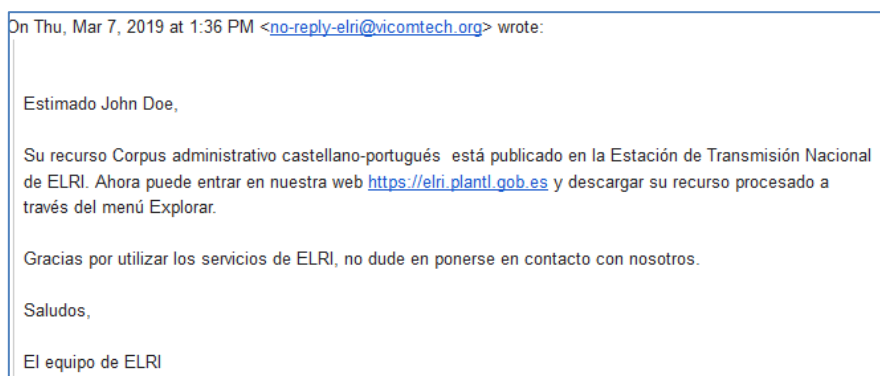 On Thu, Mar 7, 2019 at 1:36 PM <no-reply-elri@vicomtech.org> wrote:
Estimado John Doe,
Su recurso Corpus administrativo castellano-portugués está publicado en la Estación de Transmisión Nacional
de ELRI. Ahora puede entrar en nuestra web https://elri.plantl.gob.es y descargar su recurso procesado a
través del menú Explorar.
Gracias por utilizar los servicios de ELRI, no dude en ponerse en contacto con nosotros.
Saludos,
El equipo de ELRI